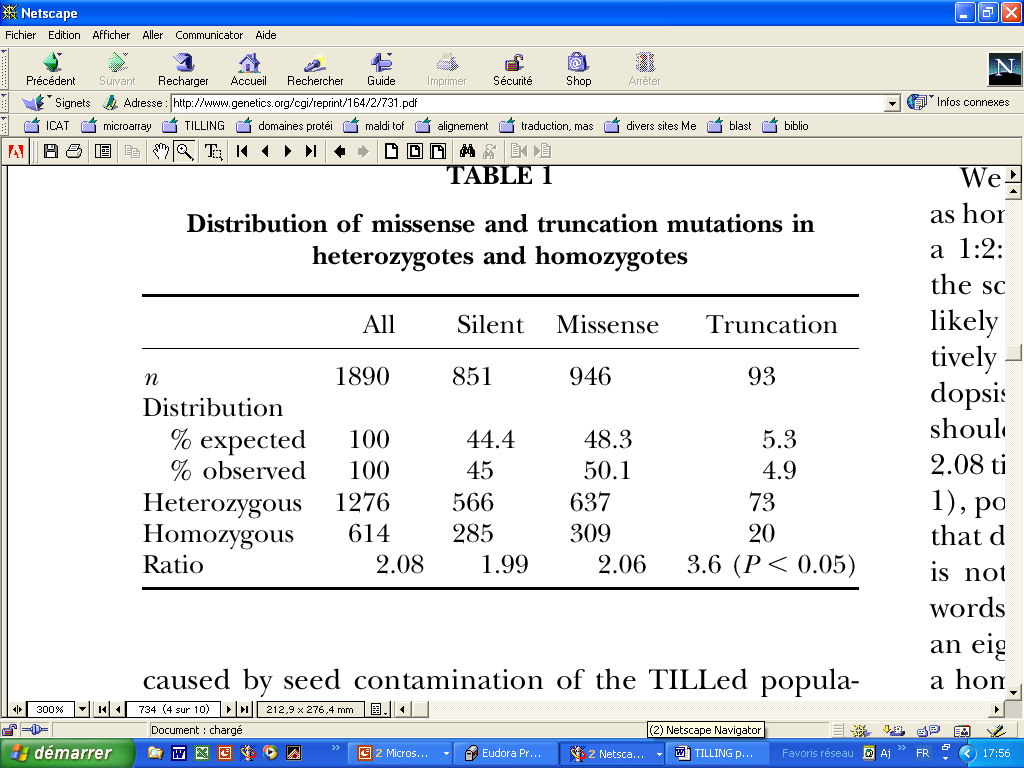 Netscape
Fichier Edition Afficher Aller Communicator Aide
Précédent Suivant Recharger Accueil Rechercher Guide Imprimer Sécurité Shop Arrêter
N
Signets Adresse : http://www.genetics.org/cgi/reprint/164/2/731.pdf Infos connexes
ICAT microarray TILLING domaines protéi maldi tof alignement traduction, mas divers sites Me blast biblio
TABLE 1
Distribution of missense and truncation mutations in
heterozygotes and homozygotes
All Silent Missense Truncation
n 1890 851 946 93
Distribution
% expected 100 44.4 48.3 5.3
% observed 100 45 50.1 4.9
Heterozygous 1276 566 637 73
Homozygous 614 285 309 20
Ratio 2.08 1.99 2.06 3.6 (P < 0.05)
caused by seed contamination of the TILLed popula-
We
as hor
a 1:2:
the sc
likely
tively
dopsis
should
2.08 ti
1), po
that d
is not
words
an eig
a hom
300% 734 (4 sur 10) 212,9 x 276,4 mm
Document : chargé
(2) Netscape Navigator
démarrer 2 Micros... Eudora Pr... 2 Netsca... TILLING p... Favoris réseau Aj » FR 17:56